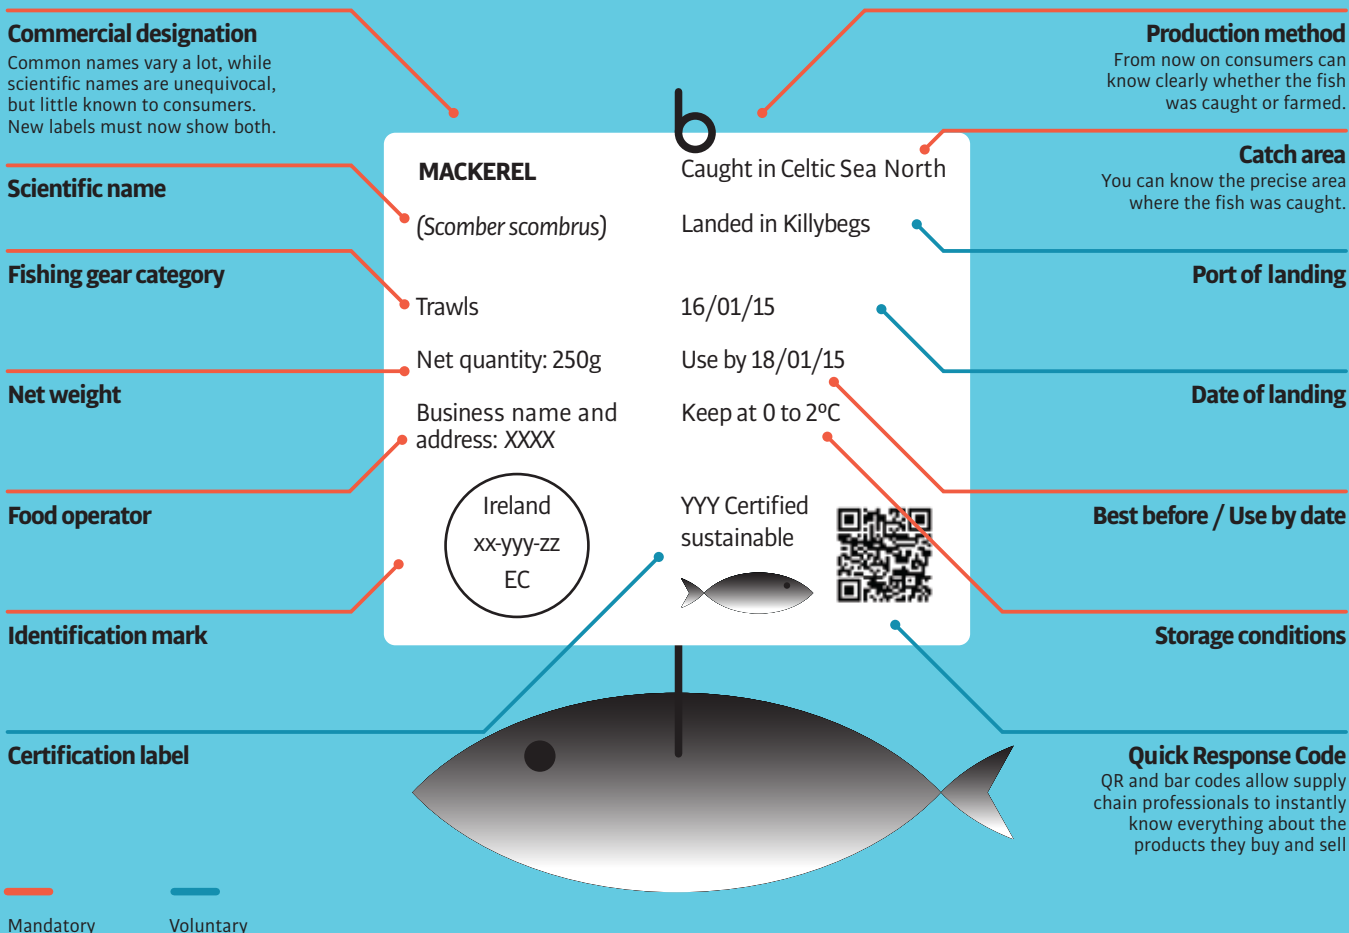 Commercial designation
Common names vary a lot, while
scientific names are unequivocal,
but little known to consumers.
New labels must now show both.
Scientific name
Fishing gear category
Net weight
Food operator
Identification mark
Certification label
MACKEREL
(Scomber scombrus)
Trawls
Net quantity: 250g
Business name and
address: XXXX
Ireland
xx-yyy-zz
EC
Caught in Celtic Sea North
Landed in Killybegs
16/01/15
Use by 18/01/15
Keep at 0 to 2ºC
YYY Certified
sustainable
Production method
From now on consumers can
know clearly whether the fish
was caught or farmed.
Catch area
You can know the precise area
where the fish was caught.
Port of landing
Date of landing
Best before / Use by date
Storage conditions
Quick Response Code
QR and bar codes allow supply
chain professionals to instantly
know everything about the
products they buy and sell
Mandatory
Voluntary